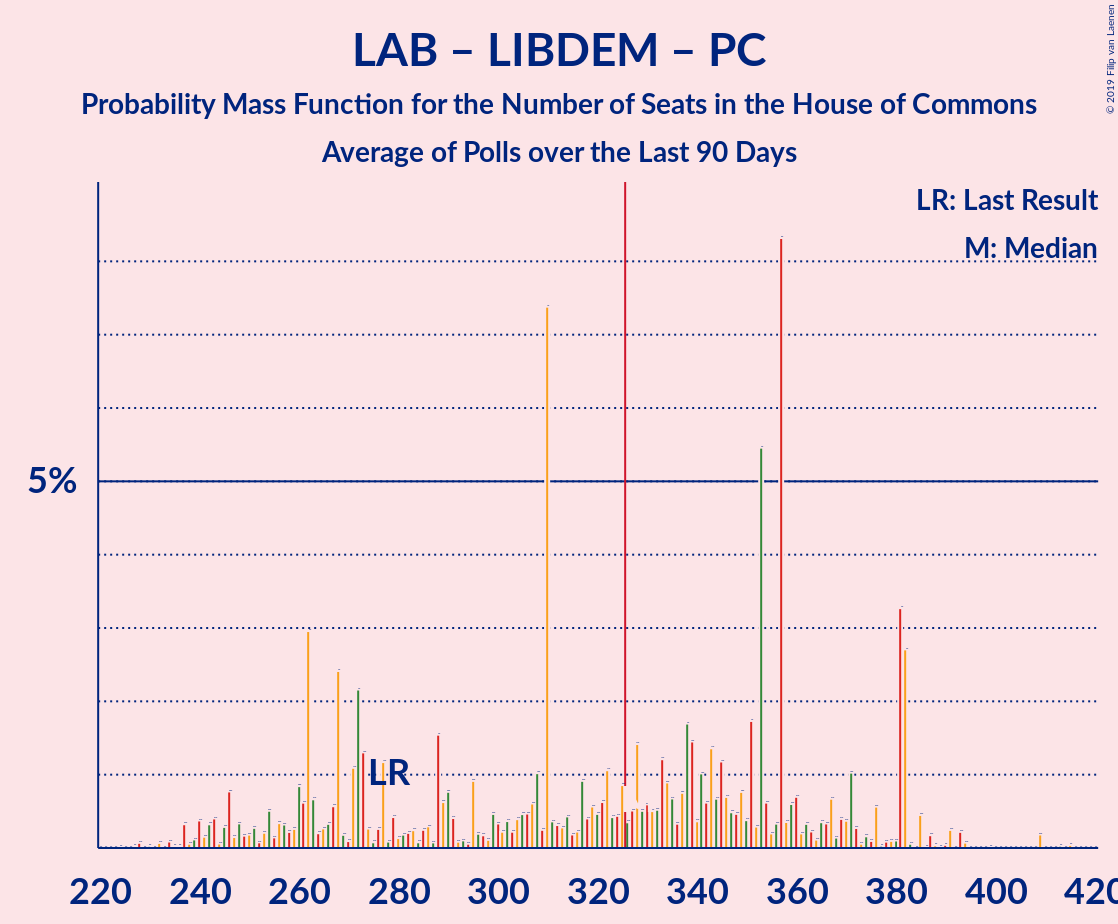 LAB – LIBDEM – PC
Probability Mass Function for the Number of Seats in the House of Commons
Average of Polls over the Last 90 Days
© 2019 Filip van Laenen
LR: Last Result
M: Median
5%
LR
220 240 260 280 300 320 340 360 380 400 420